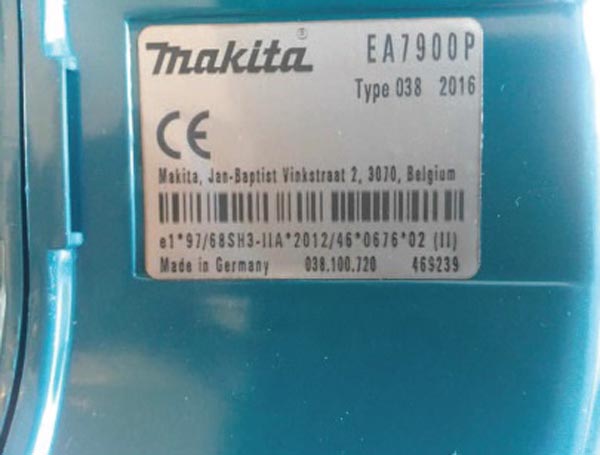 makita® EA7900P
Type 038 2016
CE
Makita, Jan-Baptist Vinkstraat 2, 3070, Belgium
e1*97/68SH3-IIA*2012/46*0676*02 (II)
Made in Germany 038.100.720 469239